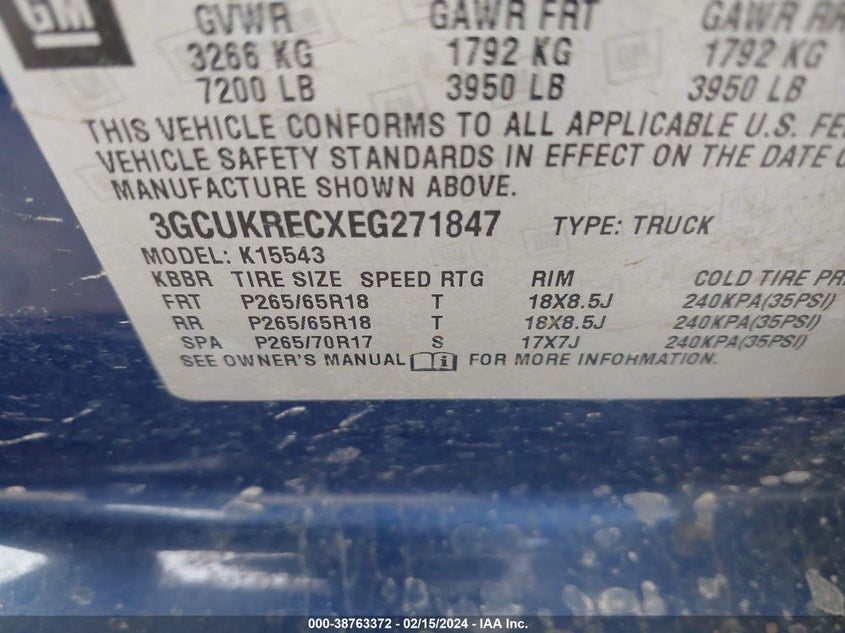 GM
GVWR GAWR FRT GAWR RR
3266 KG 1792 KG 1792 KG
7200 LB 3950 LB 3950 LB
THIS VEHICLE CONFORMS TO ALL APPLICABLE U.S. FE
VEHICLE SAFETY STANDARDS IN EFFECT ON THE DATE O
MANUFACTURE SHOWN ABOVE.
3GCUKRECXEG271847 TYPE: TRUCK
MODEL: K15543
KBBR TIRE SIZE SPEED RTG RIM COLD TIRE PR
FRT P265/65R18 T 18X8.5J 240KPA(35PSI)
RR P265/65R18 T 18X8.5J 240KPA(35PSI)
SPA P265/70R17 S 17X7J 240KPA(35PSI)
SEE OWNER'S MANUAL FOR MORE INFORMATION.
000-38763372 - 02/15/2024 - IAA Inc.